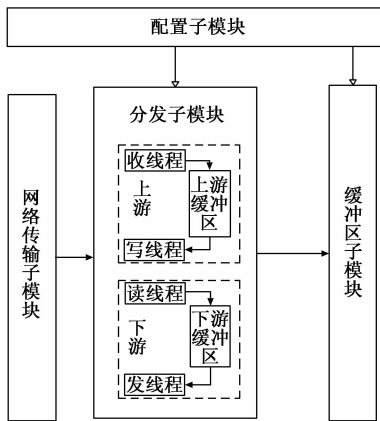 配置子模块
网络传输子模块
分发子模块
收线程
上游
上游
缓冲
区
写线程
读线程
下游
下游
缓冲
区
发线程
缓冲区子模块